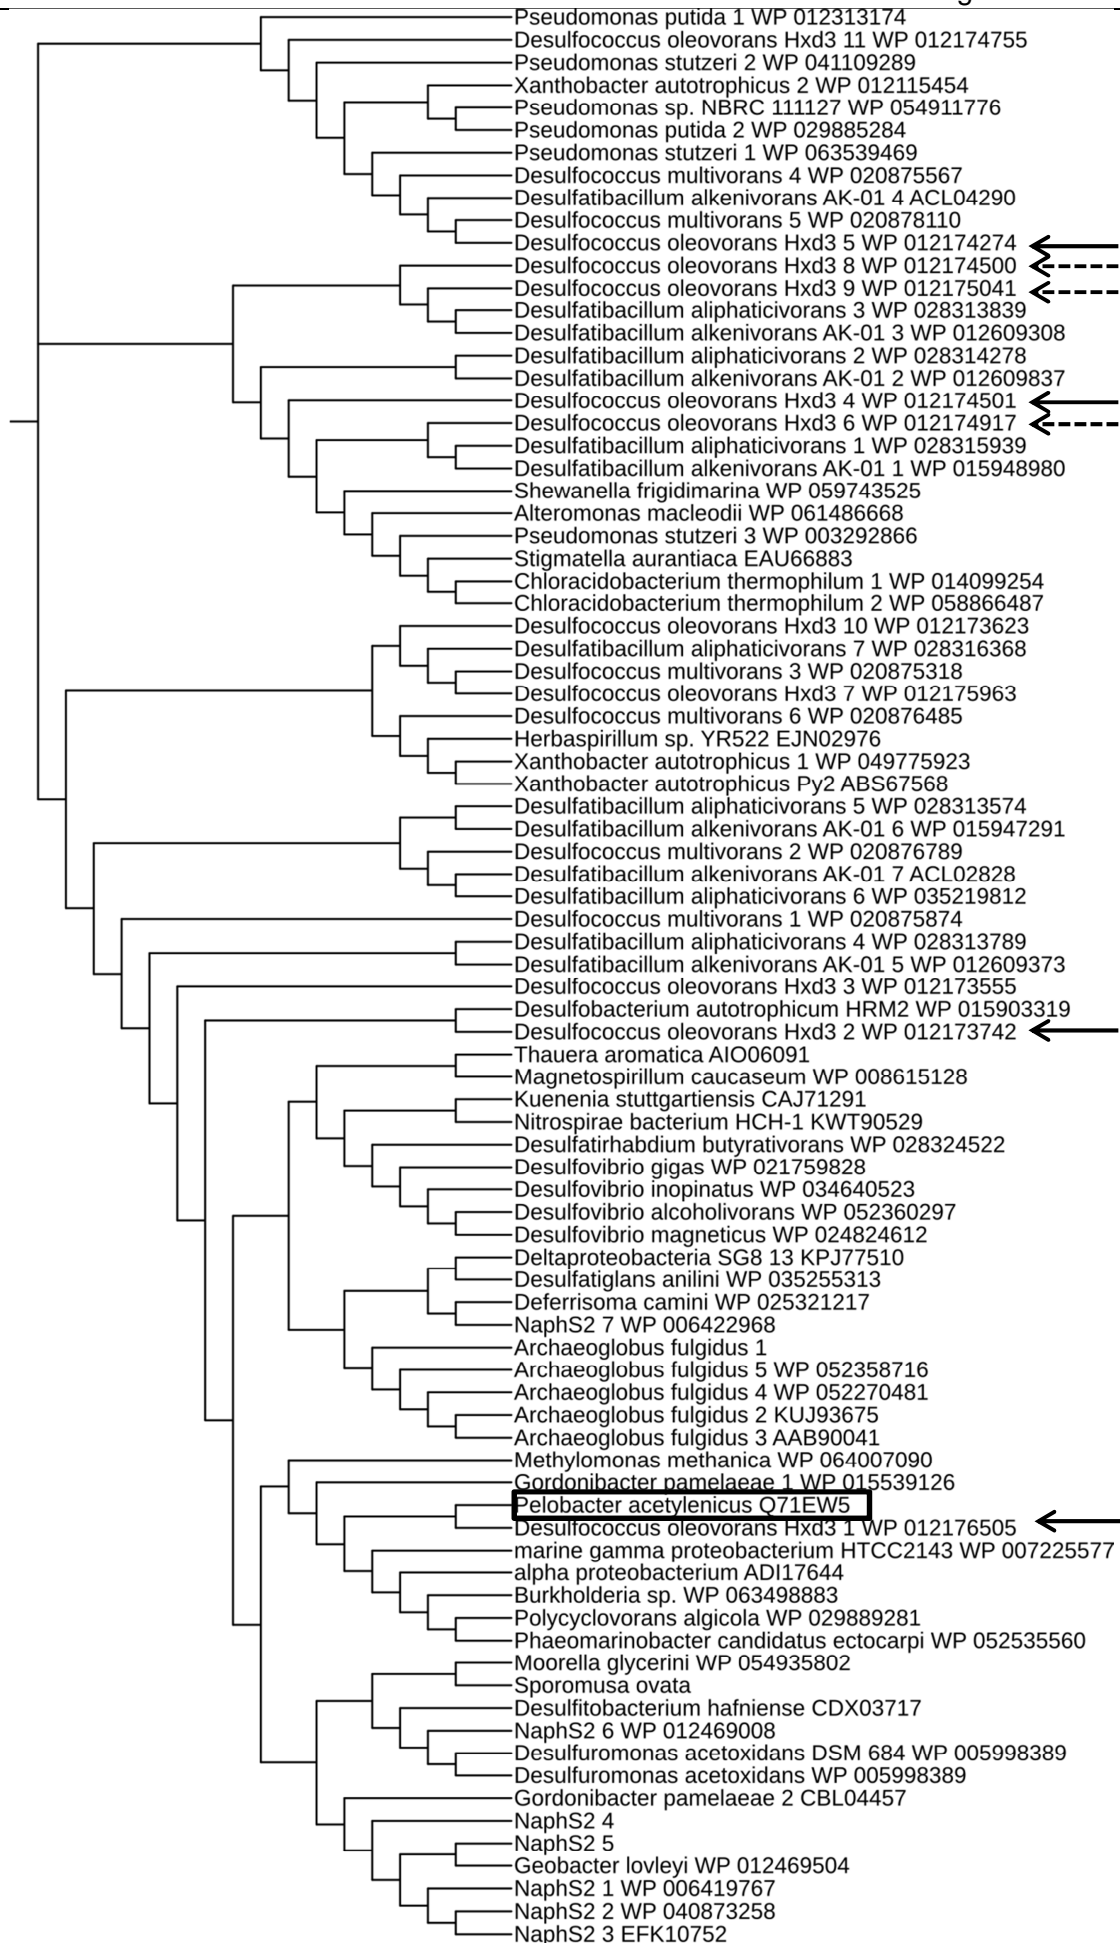 Pseudomonas putida 1 WP 012313174
Desulfococcus oleovorans Hxd3 11 WP 012174755
Pseudomonas stutzeri 2 WP 041109289
Xanthobacter autotrophicus 2 WP 012115454
Pseudomonas sp. NBRC 111127 WP 054911776
Pseudomonas putida 2 WP 029885284
Pseudomonas stutzeri 1 WP 063539469
Desulfococcus multivorans 4 WP 020875567
Desulfatibacillum alkenivorans AK-01 4 ACL04290
Desulfococcus multivorans 5 WP 020878110
Desulfococcus oleovorans Hxd3 5 WP 012174274
Desulfococcus oleovorans Hxd3 8 WP 012174500
Desulfococcus oleovorans Hxd3 9 WP 012175041
Desulfatibacillum aliphaticivorans 3 WP 028313839
Desulfatibacillum alkenivorans AK-01 3 WP 012609308
Desulfatibacillum aliphaticivorans 2 WP 028314278
Desulfatibacillum alkenivorans AK-01 2 WP 012609837
Desulfococcus oleovorans Hxd3 4 WP 012174501
Desulfococcus oleovorans Hxd3 6 WP 012174917
Desulfatibacillum aliphaticivorans 1 WP 028315939
Desulfatibacillum alkenivorans AK-01 1 WP 015948980
Shewanella frigidimarina WP 059743525
Alteromonas macleodii WP 061486668
Pseudomonas stutzeri 3 WP 003292866
Stigmatella aurantiaca EAU66883
Chloracidobacterium thermophilum 1 WP 014099254
Chloracidobacterium thermophilum 2 WP 058866487
Desulfococcus oleovorans Hxd3 10 WP 012173623
Desulfatibacillum aliphaticivorans 7 WP 028316368
Desulfococcus multivorans 3 WP 020875318
Desulfococcus oleovorans Hxd3 7 WP 012175963
Desulfococcus multivorans 6 WP 020876485
Herbaspirillum sp. YR522 EJN02976
Xanthobacter autotrophicus 1 WP 049775923
Xanthobacter autotrophicus Py2 ABS67568
Desulfatibacillum aliphaticivorans 5 WP 028313574
Desulfatibacillum alkenivorans AK-01 6 WP 015947291
Desulfococcus multivorans 2 WP 020876789
Desulfatibacillum alkenivorans AK-01 7 ACL02828
Desulfatibacillum aliphaticivorans 6 WP 035219812
Desulfococcus multivorans 1 WP 020875874
Desulfatibacillum aliphaticivorans 4 WP 028313789
Desulfatibacillum alkenivorans AK-01 5 WP 012609373
Desulfococcus oleovorans Hxd3 3 WP 012173555
Desulfobacterium autotrophicum HRM2 WP 015903319
Desulfococcus oleovorans Hxd3 2 WP 012173742
Thauera aromatica AIO06091
Magnetospirillum caucaseum WP 008615128
Kuenenia stuttgartiensis CAJ71291
Nitrospirae bacterium HCH-1 KWT90529
Desulfatirhabdium butyrativorans WP 028324522
Desulfovibrio gigas WP 021759828
Desulfovibrio inopinatus WP 034640523
Desulfovibrio alcoholivorans WP 052360297
Desulfovibrio magneticus WP 024824612
Deltaproteobacteria SG8 13 KPJ77510
Desulfatiglans anilini WP 035255313
Deferrisoma camini WP 025321217
NaphS2 7 WP 006422968
Archaeoglobus fulgidus 1
Archaeoglobus fulgidus 5 WP 052358716
Archaeoglobus fulgidus 4 WP 052270481
Archaeoglobus fulgidus 2 KUJ93675
Archaeoglobus fulgidus 3 AAB90041
Methylomonas methanica WP 064007090
Gordonibacter pamelaeae 1 WP 015539126
Pelobacter acetylenicus Q71EW5
Desulfococcus oleovorans Hxd3 1 WP 012176505
marine gamma proteobacterium HTCC2143 WP 007225577
alpha proteobacterium ADI17644
Burkholderia sp. WP 063498883
Polycyclovorans algicola WP 029889281
Phaeomarinobacter candidatus ectocarpi WP 052535560
Moorella glycerini WP 054935802
Sporomusa ovata
Desulfitobacterium hafniense CDX03717
NaphS2 6 WP 012469008
Desulfuromonas acetoxidans DSM 684 WP 005998389
Desulfuromonas acetoxidans WP 005998389
Gordonibacter pamelaeae 2 CBL04457
NaphS2 4
NaphS2 5
Geobacter lovleyi WP 012469504
NaphS2 1 WP 006419767
NaphS2 2 WP 040873258
NaphS2 3 EFK10752